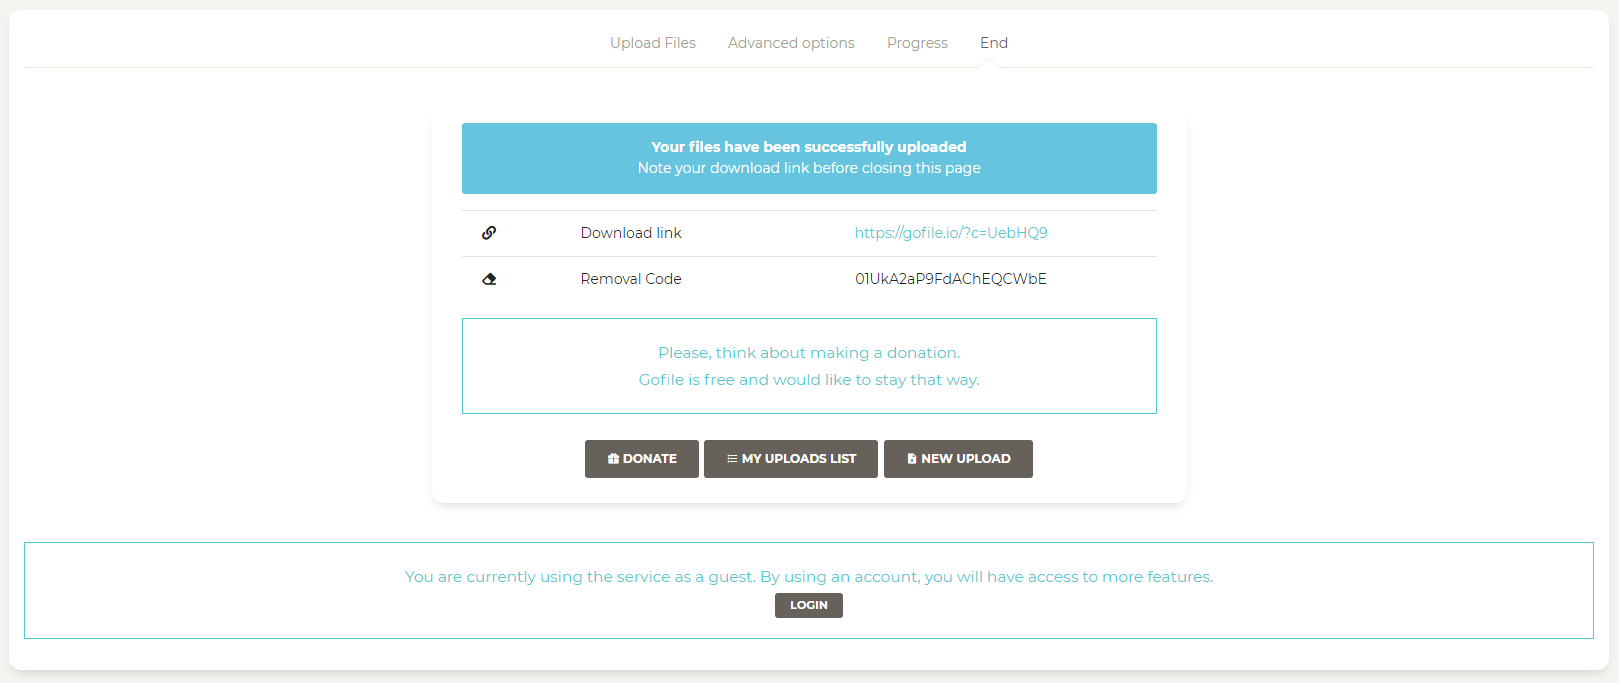 Upload Files Advanced options Progress End
Your files have been successfully uploaded
Note your download link before closing this page
Download link https://gofile.io/?c=UebHQ9
Removal Code 01UkA2aP9FdAChEQCWbE
Please, think about making a donation.
Gofile is free and would like to stay that way.
DONATE MY UPLOADS LIST NEW UPLOAD
You are currently using the service as a guest. By using an account, you will have access to more features.
LOGIN